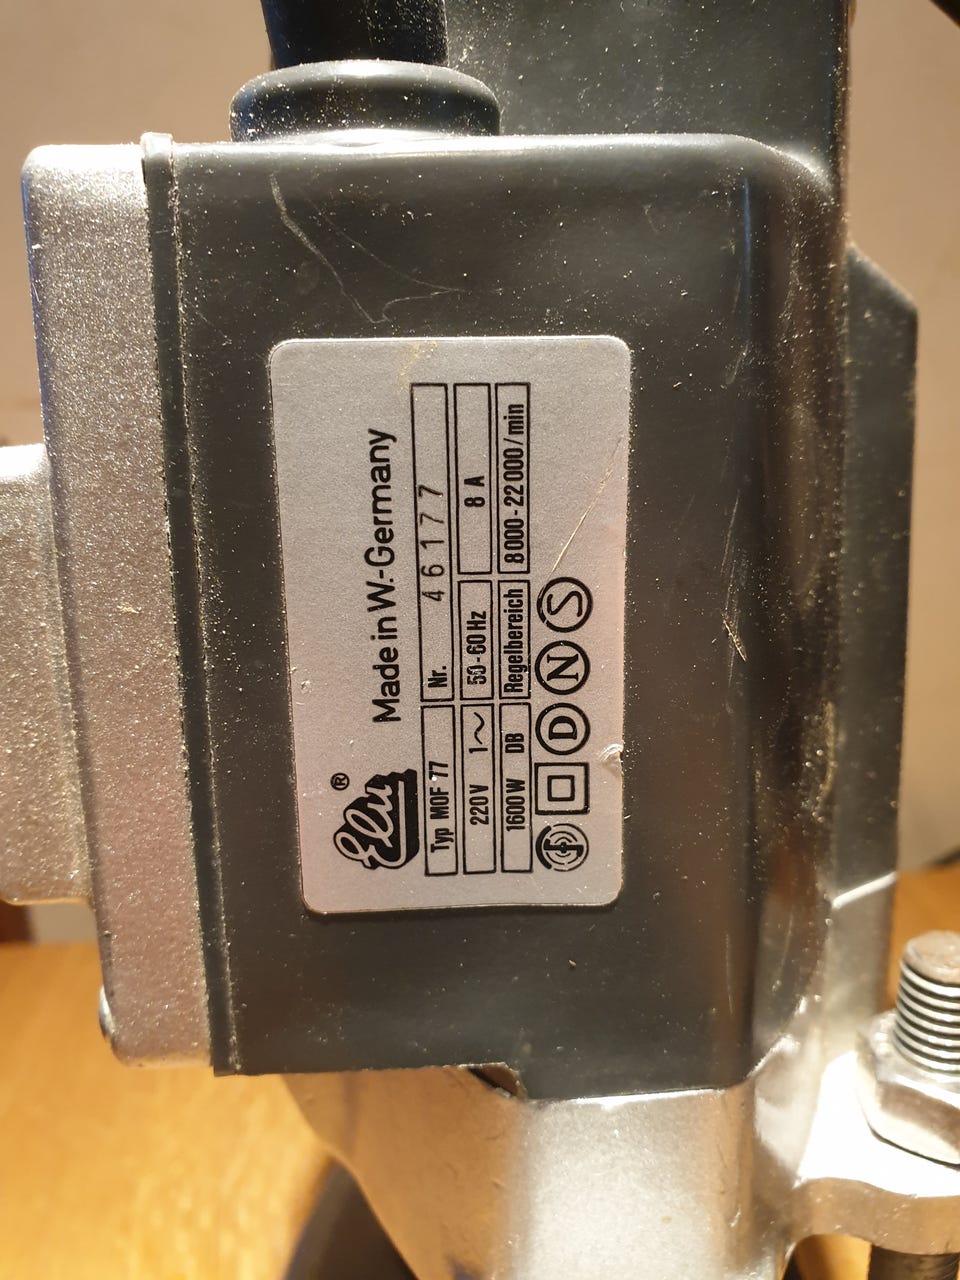 Elu ® Made in W.-Germany
Typ MOF 77 Nr. 46177
220V 1~ 50-60 Hz 8 A
1600W DB Regelbereich 8000-22000/min
D N S